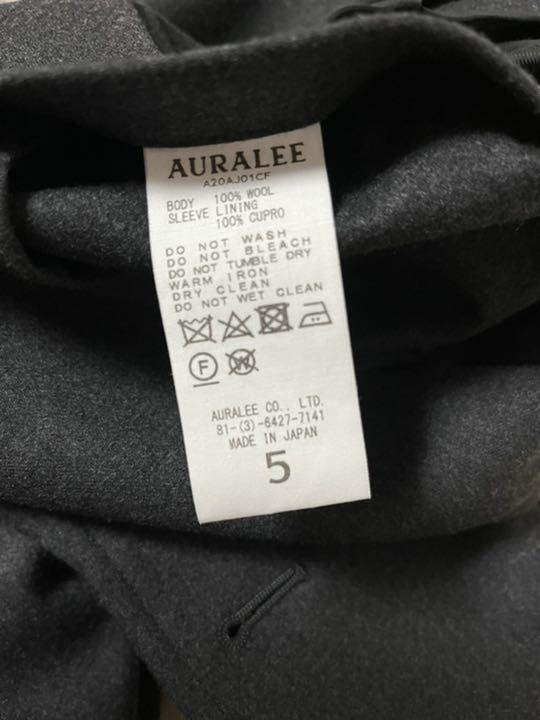 AURALEE
A20AJ01CF
BODY 100% WOOL
SLEEVE LINING
100% CUPRO
DO NOT WASH
DO NOT BLEACH
DO NOT TUMBLE DRY
WARM IRON
DRY CLEAN
DO NOT WET CLEAN
F W
AURALEE CO., LTD.
81-(3)-6427-7141
MADE IN JAPAN
5